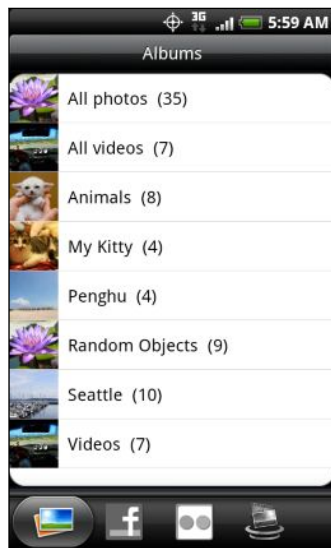 3G
5:59 AM
Albums
All photos (35)
All videos (7)
Animals (8)
My Kitty (4)
Penghu (4)
Random Objects (9)
Seattle (10)
Videos (7)
f